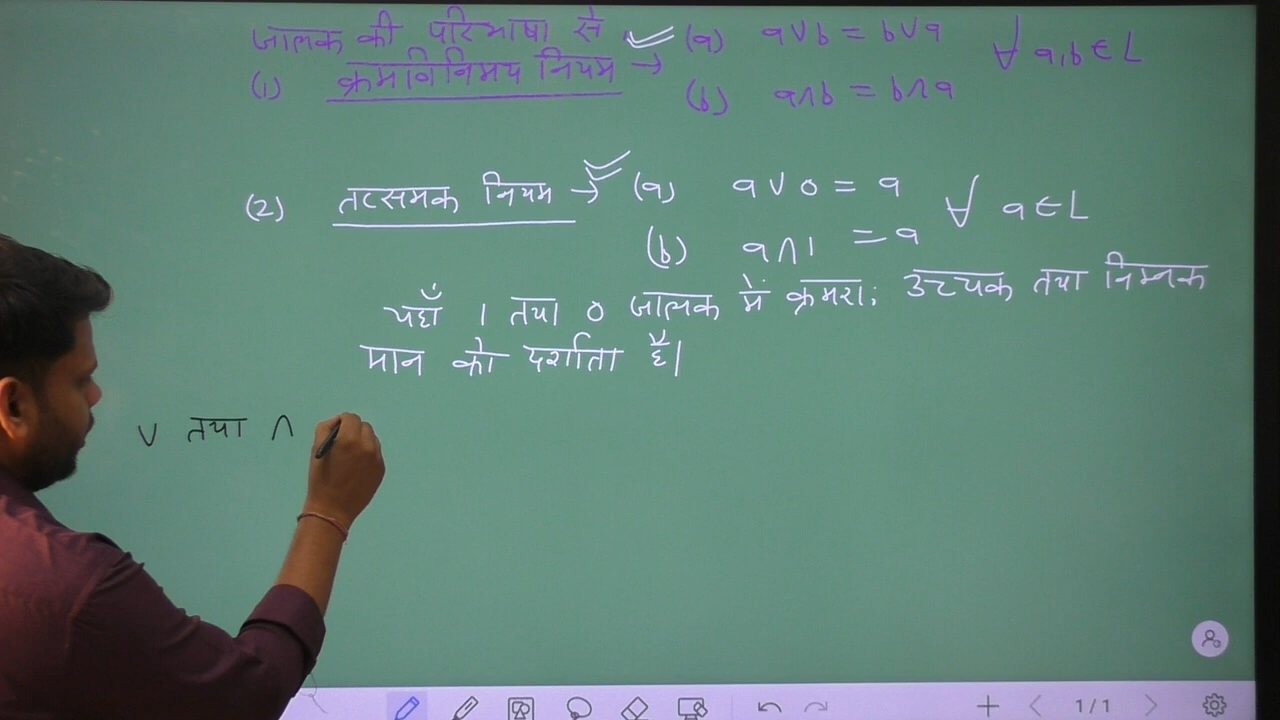 जालक की परिभाषा से (a) a∨b = b∨a ∀ a,b ∈ L
(1) क्रमविनिमय नियम → (b) a∧b = b∧a
(2) तत्समक नियम → (a) a∨0 = a ∀ a ∈ L
(b) a∧1 = a
यहाँ 1 तथा 0 जालक में क्रमशः उच्चक तथा निम्नक
मान को दर्शाता है।
∨ तथा ∧
1/1